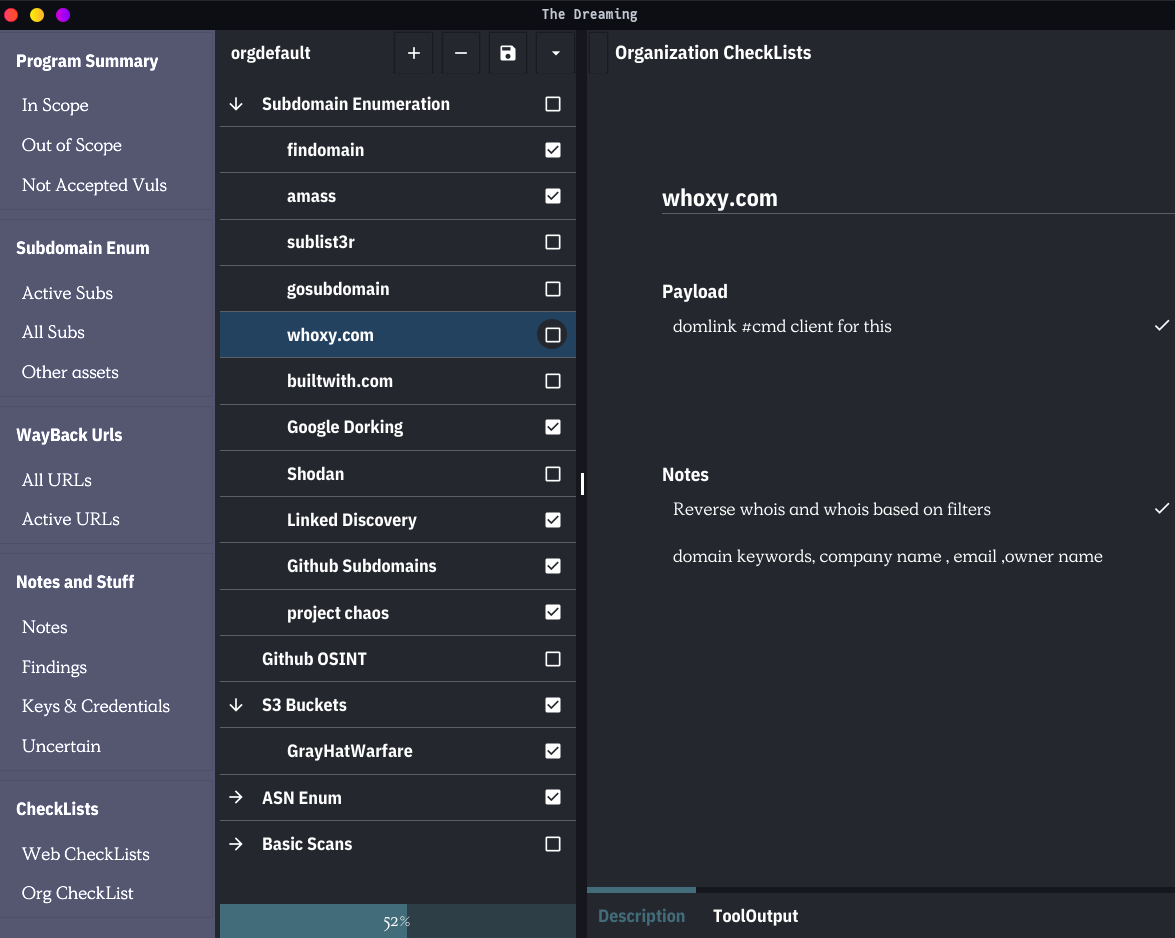 The Dreaming
Program Summary
In Scope
Out of Scope
Not Accepted Vuls
Subdomain Enum
Active Subs
All Subs
Other assets
WayBack Urls
All URLs
Active URLs
Notes and Stuff
Notes
Findings
Keys & Credentials
Uncertain
CheckLists
Web CheckLists
Org CheckList
orgdefault
Subdomain Enumeration
findomain
amass
sublist3r
gosubdomain
whoxy.com
builtwith.com
Google Dorking
Shodan
Linked Discovery
Github Subdomains
project chaos
Github OSINT
S3 Buckets
GrayHatWarfare
ASN Enum
Basic Scans
52%
Organization CheckLists
whoxy.com
Payload
domlink #cmd client for this
Notes
Reverse whois and whois based on filters
domain keywords, company name , email ,owner name
Description ToolOutput